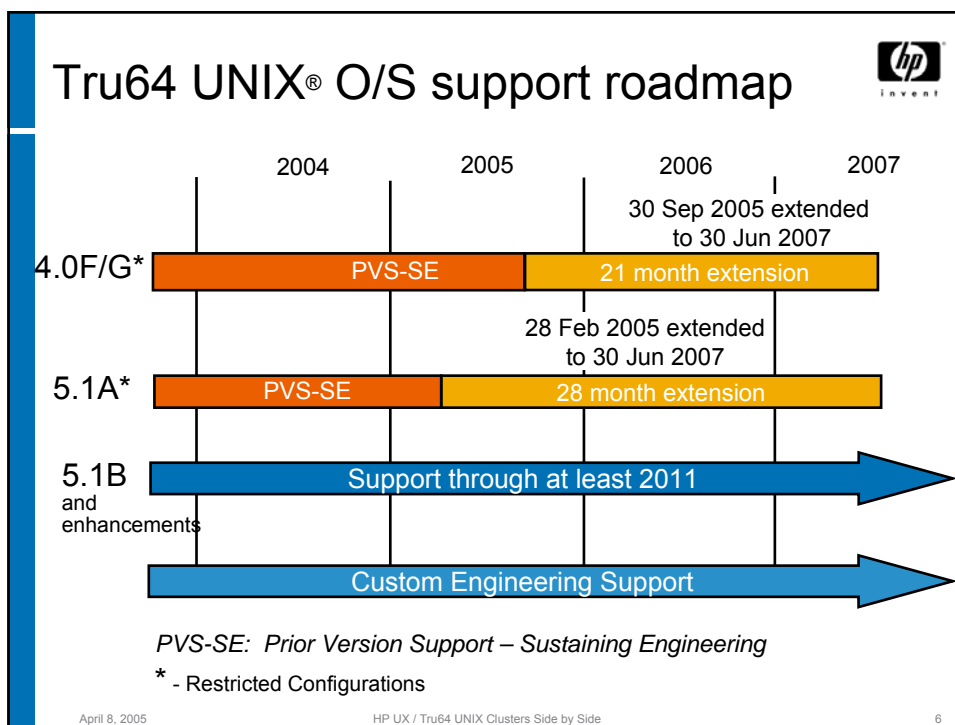 Tru64 UNIX® O/S support roadmap
hp
invent
2004 2005 2006 2007
30 Sep 2005 extended
to 30 Jun 2007
4.0F/G*
PVS-SE
21 month extension
28 Feb 2005 extended
to 30 Jun 2007
5.1A*
PVS-SE
28 month extension
5.1B
and
enhancements
Support through at least 2011
Custom Engineering Support
PVS-SE: Prior Version Support – Sustaining Engineering
* - Restricted Configurations
April 8, 2005
HP UX / Tru64 UNIX Clusters Side by Side
6